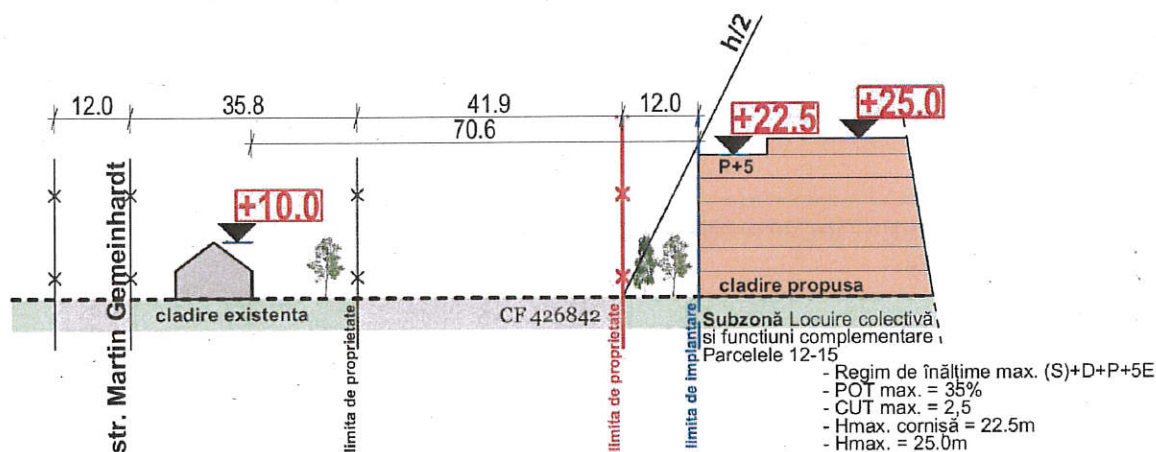 h/2
12.0
35.8
41.9
12.0
70.6
+22.5
+25.0
P+5
+10.0
str. Martin Gemeinhardt
cladire existenta
limita de proprietate
CF 426842
limita de proprietate
limita de implantare
cladire propusa
Subzonă Locuire colectivă
si functiuni complementare
Parcelele 12-15
- Regim de înălțime max. (S)+D+P+5E
- POT max. = 35%
- CUT max. = 2,5
- Hmax. cornisă = 22.5m
- Hmax. = 25.0m